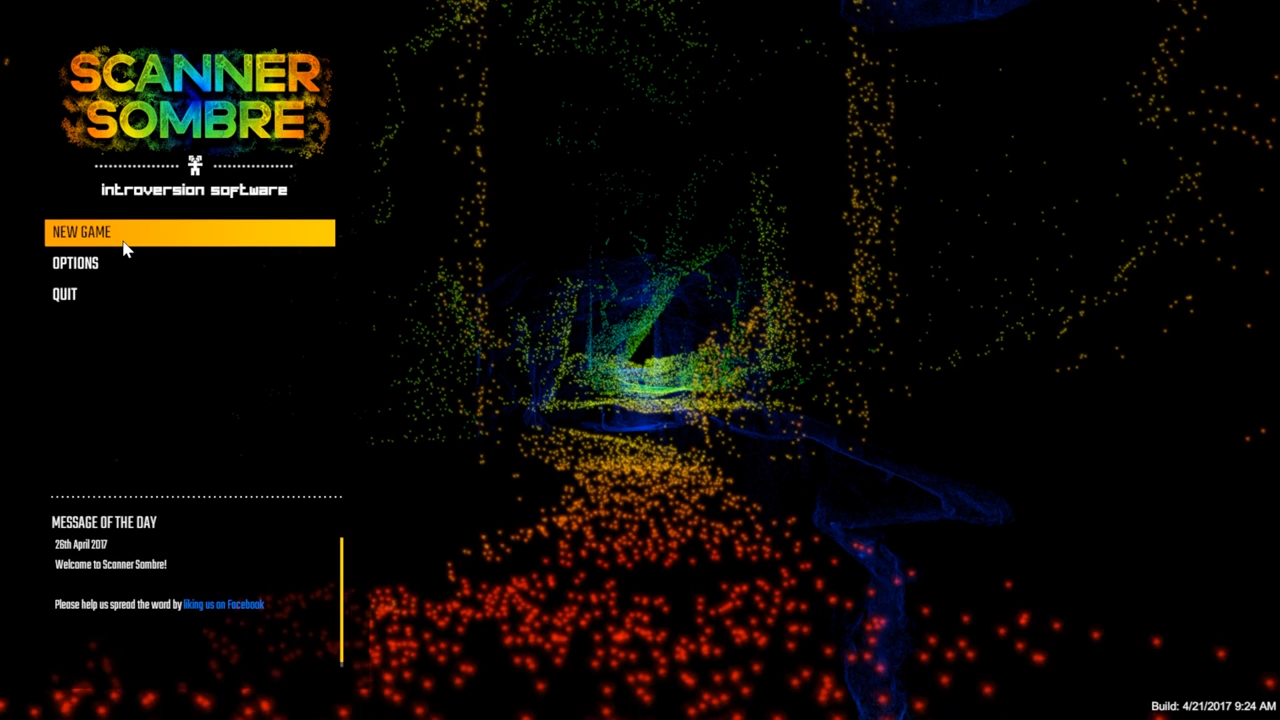 SCANNER
SOMBRE
introversion software
NEW GAME
OPTIONS
QUIT
MESSAGE OF THE DAY
26th April 2017
Welcome to Scanner Sombre!
Please help us spread the word by liking us on Facebook
Build: 4/21/2017 9:24 AM